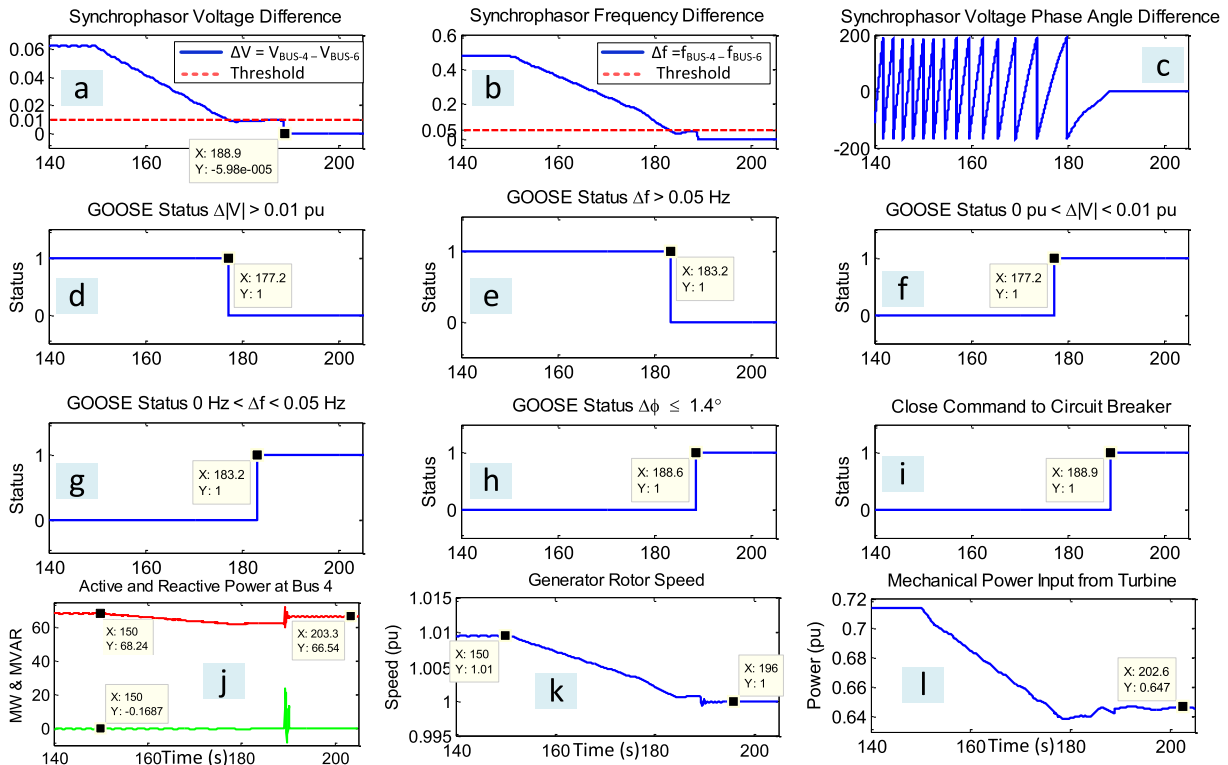 Synchrophasor Voltage Difference
0.06
0.04
0.02
0.01
0
ΔV = V_BUS-4 – V_BUS-6
Threshold
a
X: 188.9
Y: -5.98e-005
140 160 180 200
Synchrophasor Frequency Difference
0.6
0.4
0.2
0.05
0
Δf =f_BUS-4 – f_BUS-6
Threshold
b
140 160 180 200
Synchrophasor Voltage Phase Angle Difference
200
0
-200
c
140 160 180 200
GOOSE Status Δ|V| > 0.01 pu
Status
1
0
d
X: 177.2
Y: 1
140 160 180 200
GOOSE Status Δf > 0.05 Hz
Status
1
0
e
X: 183.2
Y: 1
140 160 180 200
GOOSE Status 0 pu < Δ|V| < 0.01 pu
Status
1
0
f
X: 177.2
Y: 1
140 160 180 200
GOOSE Status 0 Hz < Δf < 0.05 Hz
Status
1
0
g
X: 183.2
Y: 1
140 160 180 200
GOOSE Status Δϕ ≤ 1.4°
Status
1
0
h
X: 188.6
Y: 1
140 160 180 200
Close Command to Circuit Breaker
Status
1
0
i
X: 188.9
Y: 1
140 160 180 200
Active and Reactive Power at Bus 4
MW & MVAR
60
40
20
0
X: 150
Y: 68.24
X: 203.3
Y: 66.54
j
X: 150
Y: -0.1687
140 160 Time (s) 180 200
Generator Rotor Speed
Speed (pu)
1.015
1.01
1.005
1
0.995
X: 150
Y: 1.01
X: 196
Y: 1
k
140 160 Time (s) 180 200
Mechanical Power Input from Turbine
Power (pu)
0.72
0.7
0.68
0.66
0.64
X: 202.6
Y: 0.647
l
140 160 Time (s) 180 200